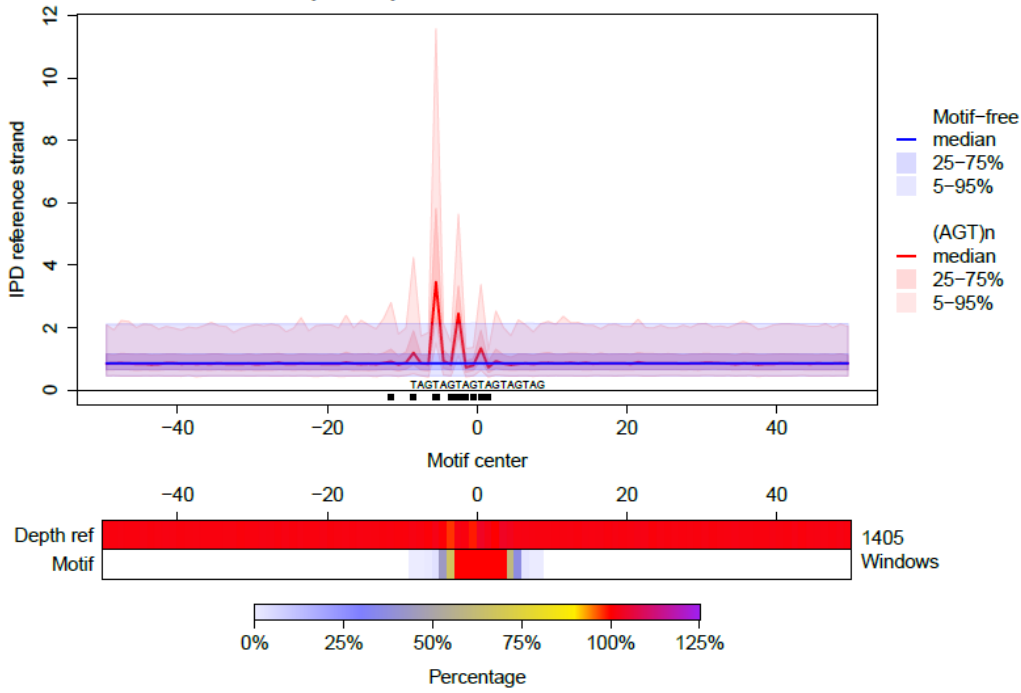 12
10
8
6
4
2
0
IPD reference strand
TAGTAGTAGTAGTAGTAG
−40 −20 0 20 40
Motif center
Motif−free
median
25−75%
5−95%
(AGT)n
median
25−75%
5−95%
−40 −20 0 20 40
Depth ref
Motif
1405
Windows
0% 25% 50% 75% 100% 125%
Percentage